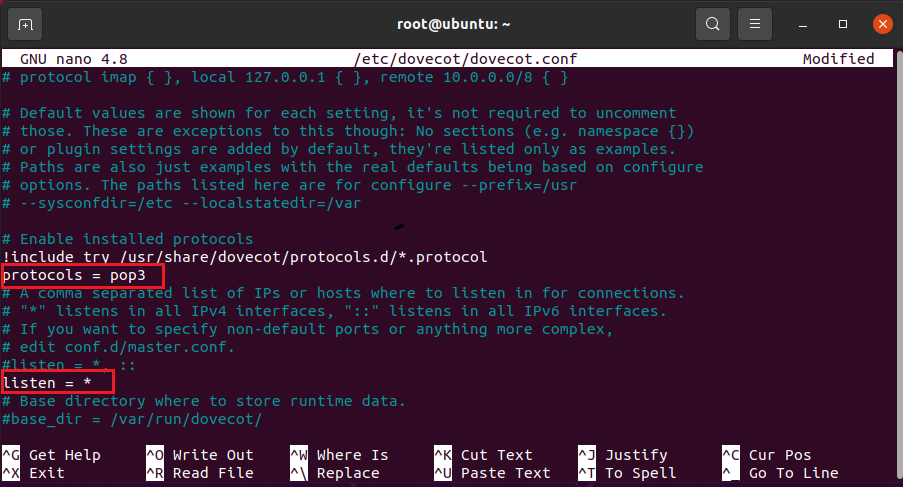 root@ubuntu: ~
GNU nano 4.8 /etc/dovecot/dovecot.conf Modified
# protocol imap { }, local 127.0.0.1 { }, remote 10.0.0.0/8 { }
# Default values are shown for each setting, it's not required to uncomment
# those. These are exceptions to this though: No sections (e.g. namespace {})
# or plugin settings are added by default, they're listed only as examples.
# Paths are also just examples with the real defaults being based on configure
# options. The paths listed here are for configure --prefix=/usr
# --sysconfdir=/etc --localstatedir=/var
# Enable installed protocols
!include_try /usr/share/dovecot/protocols.d/*.protocol
protocols = pop3
# A comma separated list of IPs or hosts where to listen in for connections.
# "*" listens in all IPv4 interfaces, "::" listens in all IPv6 interfaces.
# If you want to specify non-default ports or anything more complex,
# edit conf.d/master.conf.
#listen = *, ::
listen = *
# Base directory where to store runtime data.
#base_dir = /var/run/dovecot/
^G Get Help ^O Write Out ^W Where Is ^K Cut Text ^J Justify ^C Cur Pos
^X Exit ^R Read File ^\ Replace ^U Paste Text ^T To Spell ^_ Go To Line